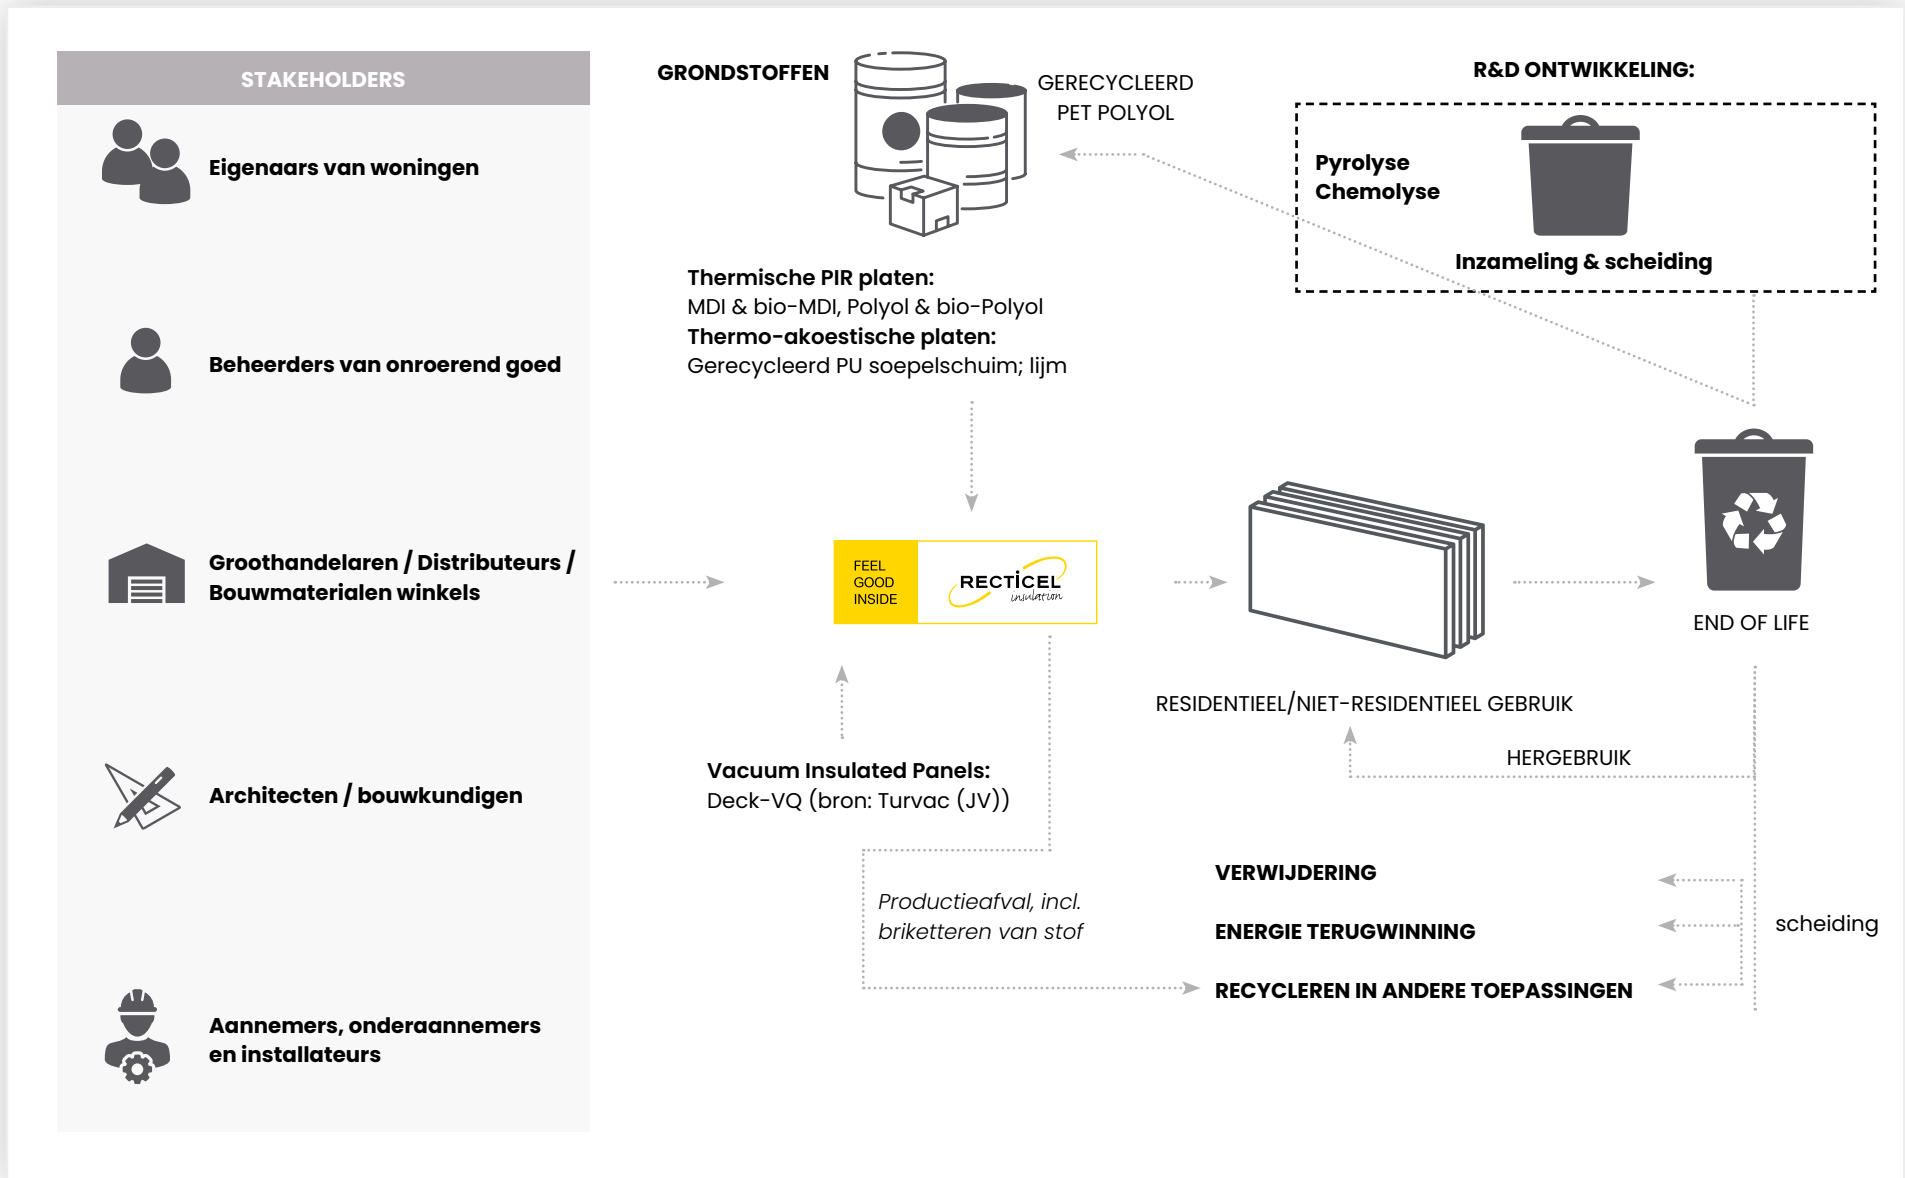 STAKEHOLDERS
Eigenaars van woningen
Beheerders van onroerend goed
Groothandelaren / Distributeurs /
Bouwmaterialen winkels
Architecten / bouwkundigen
Aannemers, onderaannemers
en installateurs
GRONDSTOFFEN
GERECYCLEERD
PET POLYOL
Thermische PIR platen:
MDI & bio-MDI, Polyol & bio-Polyol
Thermo-akoestische platen:
Gerecycleerd PU soepelschuim; lijm
R&D ONTWIKKELING:
Pyrolyse
Chemolyse
Inzameling & scheiding
FEEL
GOOD
INSIDE
RECTICEL
insulation
END OF LIFE
RESIDENTIEEL/NIET-RESIDENTIEEL GEBRUIK
HERGEBRUIK
Vacuum Insulated Panels:
Deck-VQ (bron: Turvac (JV))
Productieafval, incl.
briketteren van stof
VERWIJDERING
ENERGIE TERUGWINNING
RECYCLEREN IN ANDERE TOEPASSINGEN
scheiding